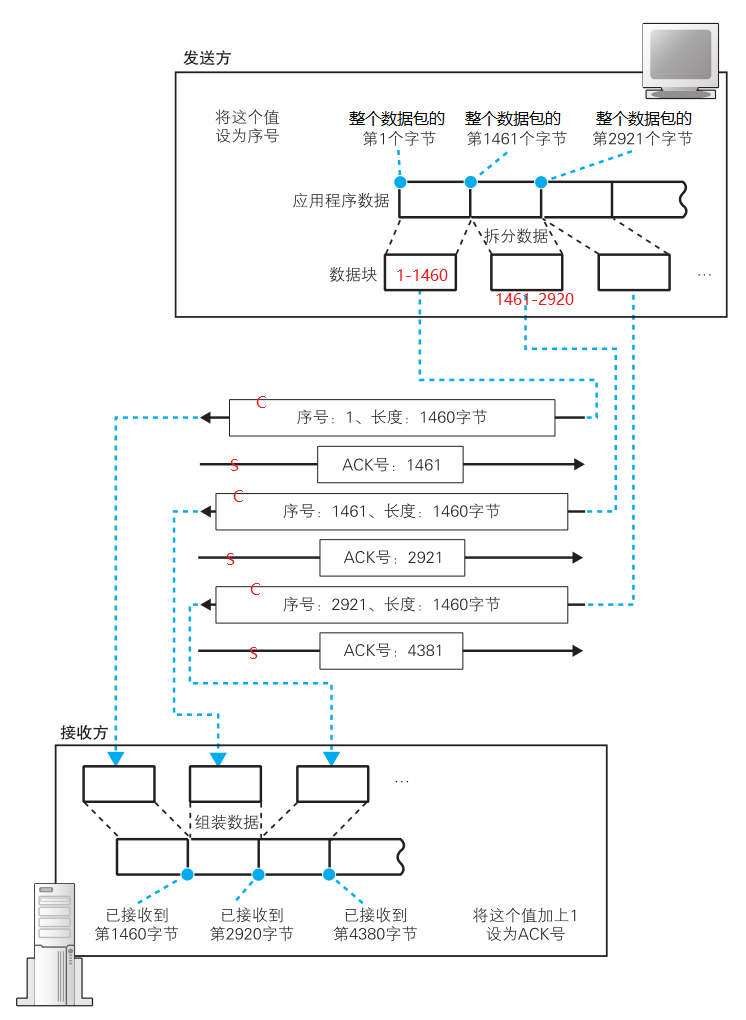 发送方
将这个值
设为序号
整个数据包的
第1个字节
整个数据包的
第1461个字节
整个数据包的
第2921个字节
应用程序数据
拆分数据
数据块
1-1460
1461-2920
…
C
序号：1、长度：1460字节
S
ACK号：1461
C
序号：1461、长度：1460字节
S
ACK号：2921
C
序号：2921、长度：1460字节
S
ACK号：4381
接收方
…
组装数据
已接收到
第1460字节
已接收到
第2920字节
已接收到
第4380字节
将这个值加上1
设为ACK号